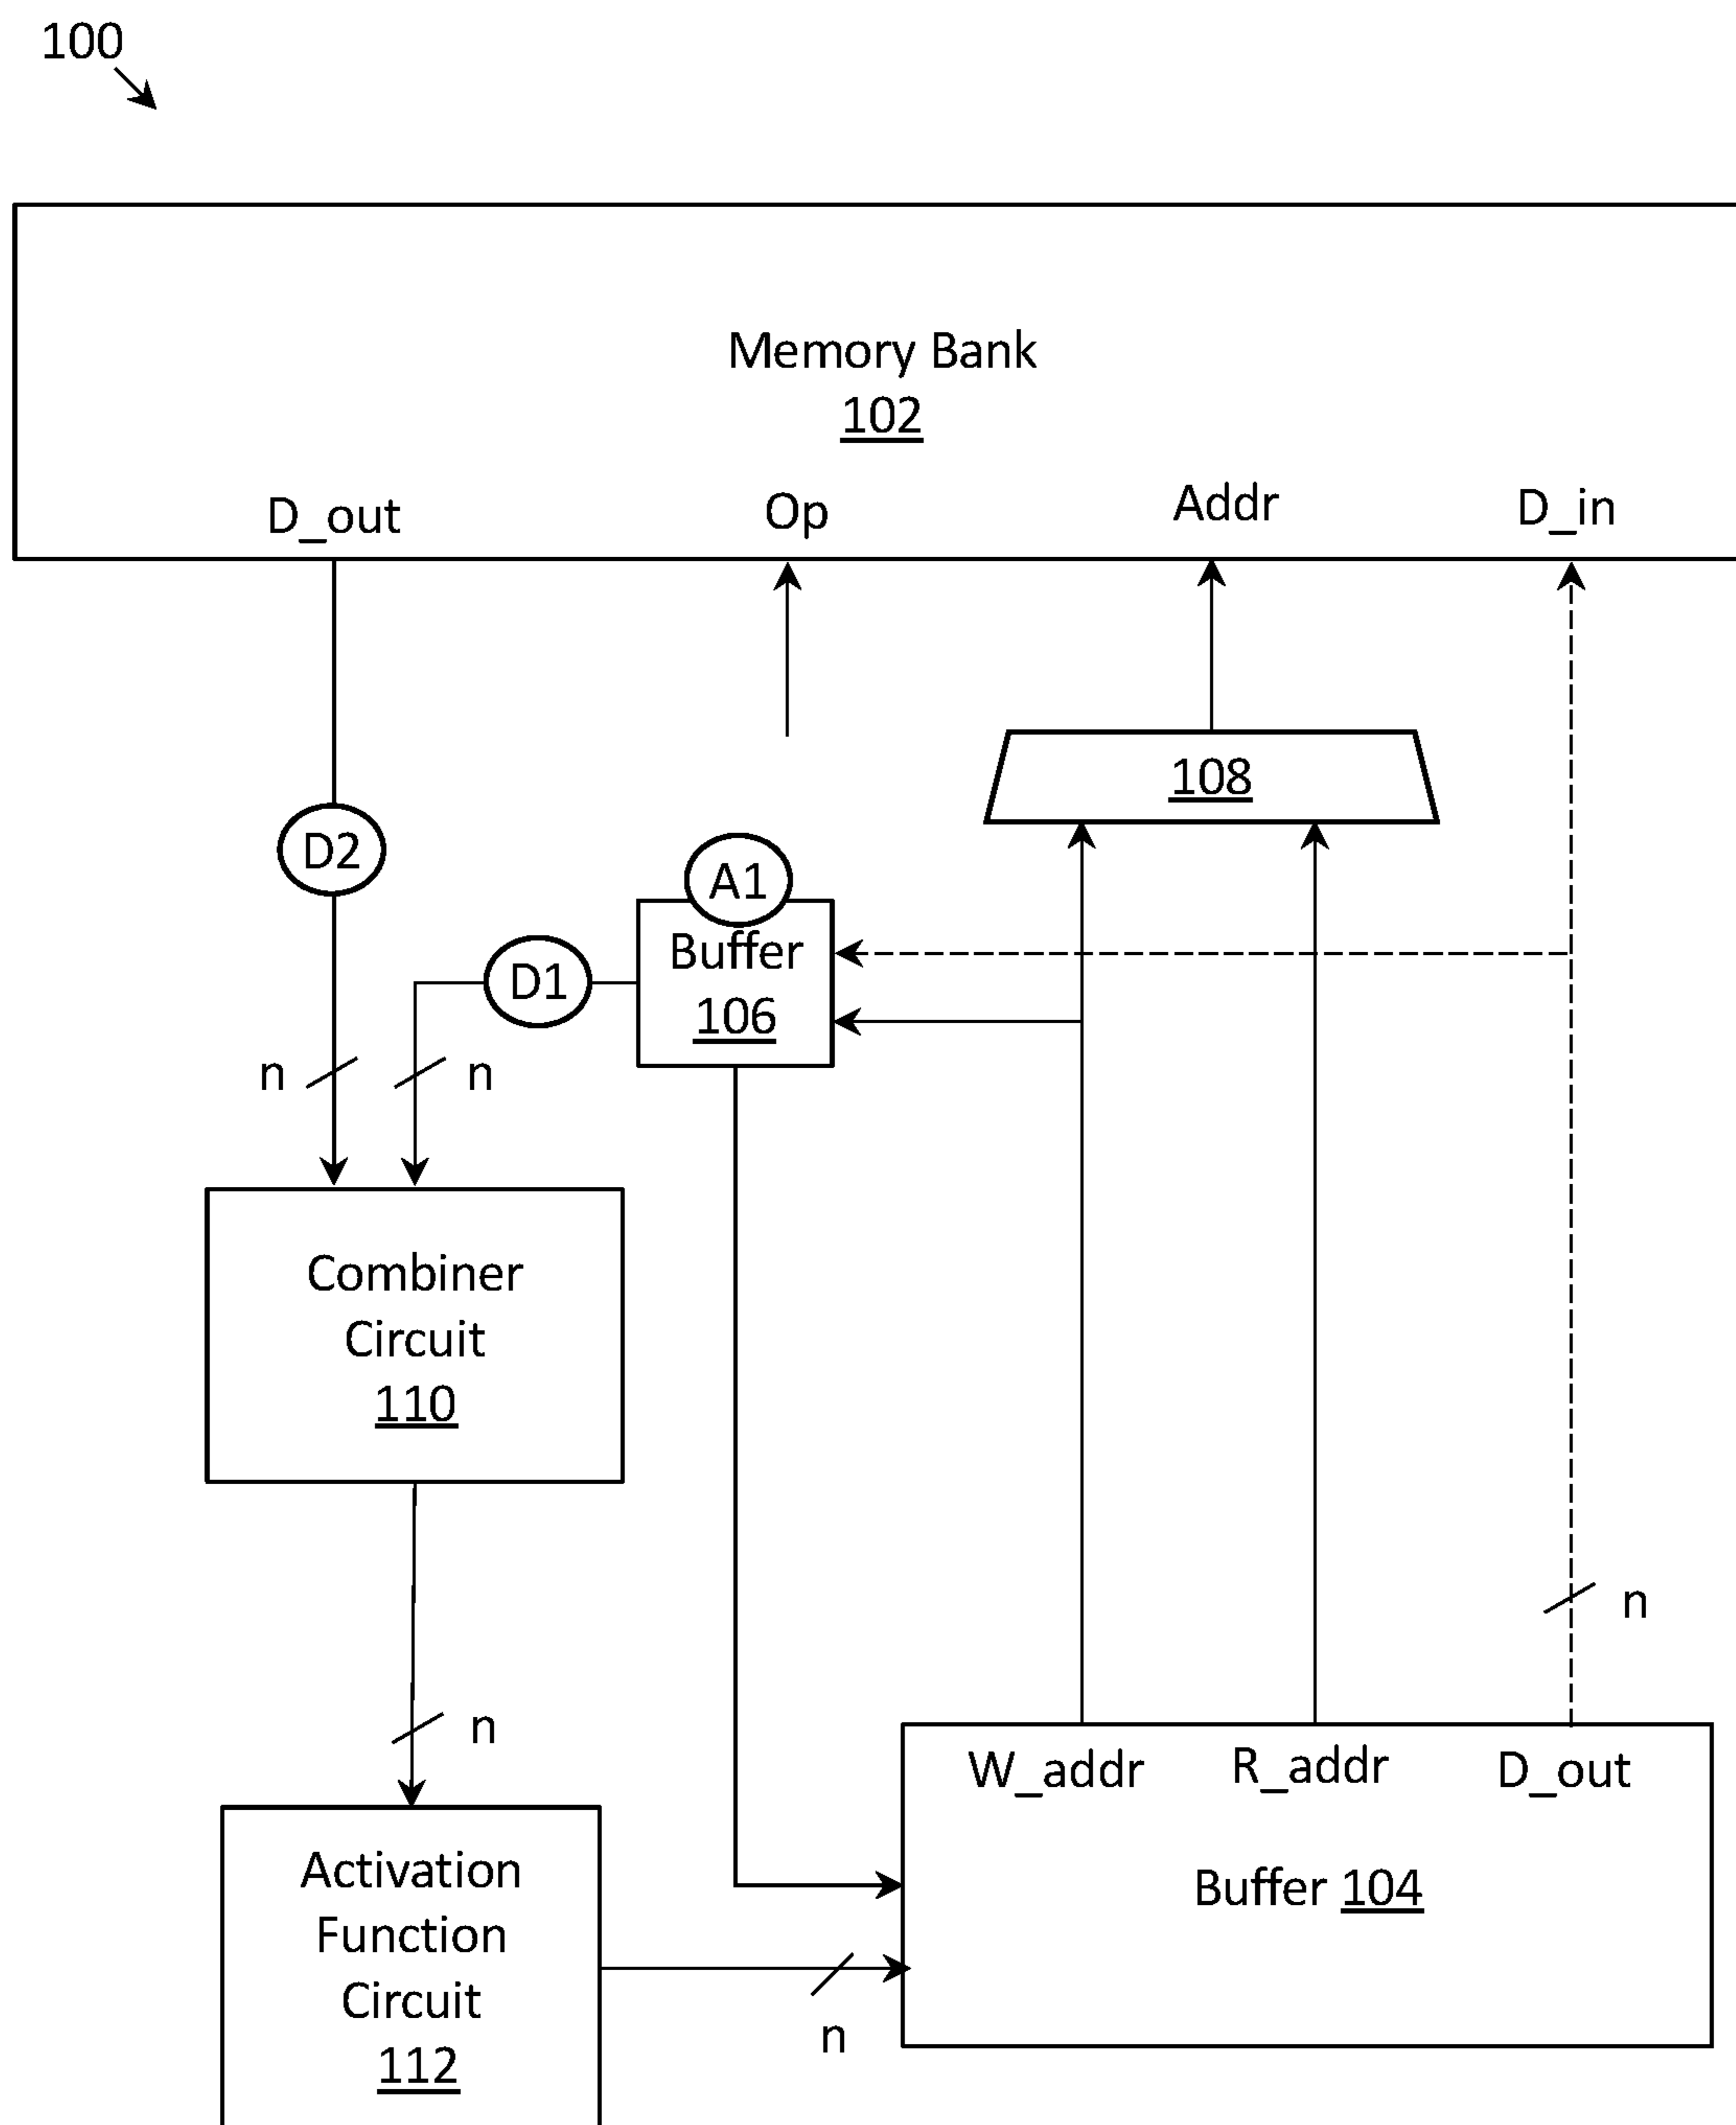 100
Memory Bank
102
D_out
Op
Addr
D_in
108
D2
A1
Buffer
106
D1
n
n
Combiner
Circuit
110
n
n
W_addr
R_addr
D_out
Activation
Function
Circuit
112
Buffer 104
n